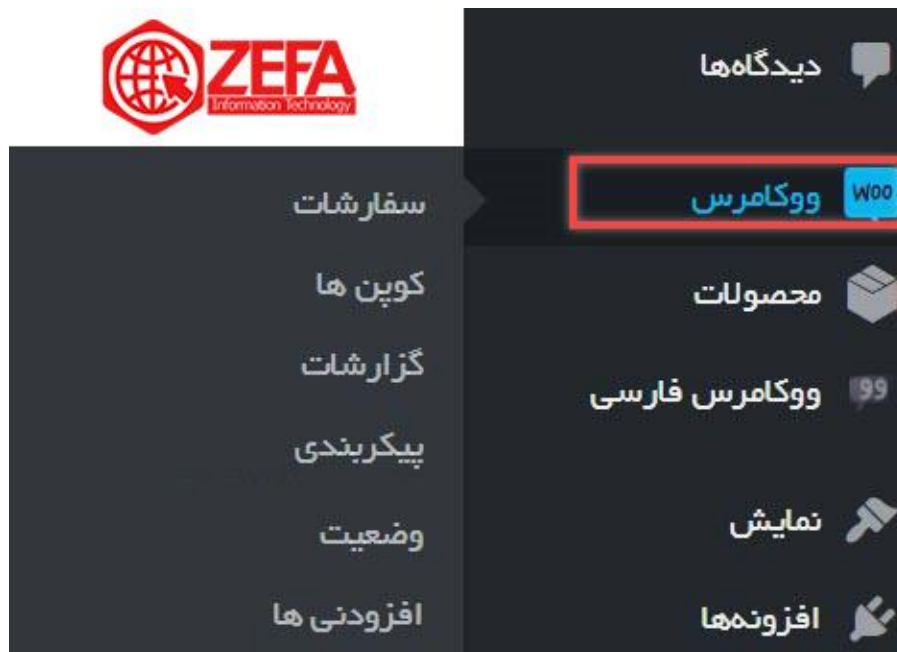 ZEFA
Information Technology
دیدگاه‌ها
ووکامرس
WOO
محصولات
ووکامرس فارسی
99
نمایش
افزونه‌ها
سفارشات
کوپن ها
گزارشات
پیکربندی
وضعیت
افزودنی ها